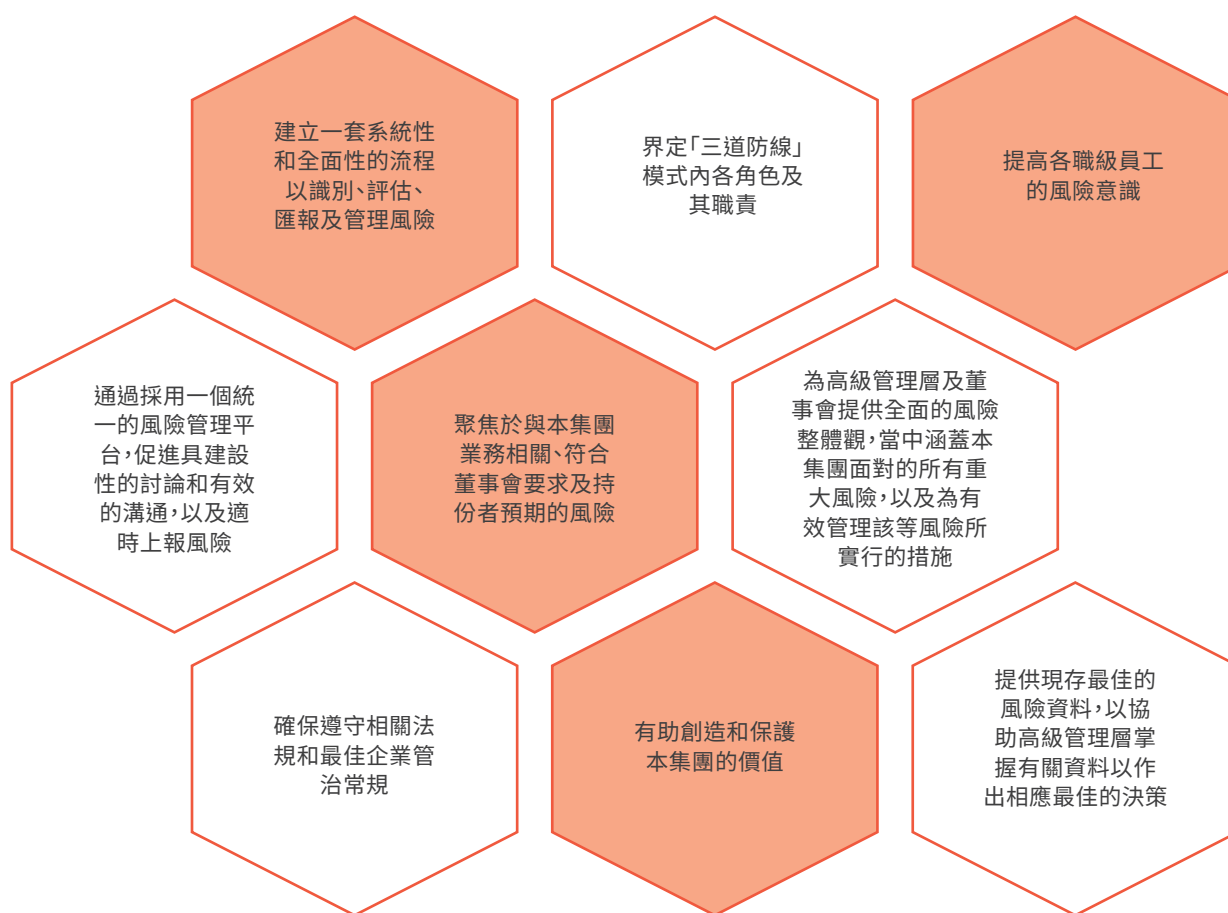 建立一套系統性
和全面性的流程
以識別、評估、
匯報及管理風險
界定「三道防線」
模式內各角色及
其職責
提高各職級員工
的風險意識
通過採用一個統
一的風險管理平
台，促進具建設
性的討論和有效
的溝通，以及適
時上報風險
聚焦於與本集團
業務相關、符合
董事會要求及持
份者預期的風險
為高級管理層及董
事會提供全面的風險
整體觀，當中涵蓋本
集團面對的所有重
大風險，以及為有
效管理該等風險所
實行的措施
確保遵守相關法
規和最佳企業管
治常規
有助創造和保護
本集團的價值
提供現存最佳的
風險資料，以協
助高級管理層掌
握有關資料以作
出相應最佳的決策